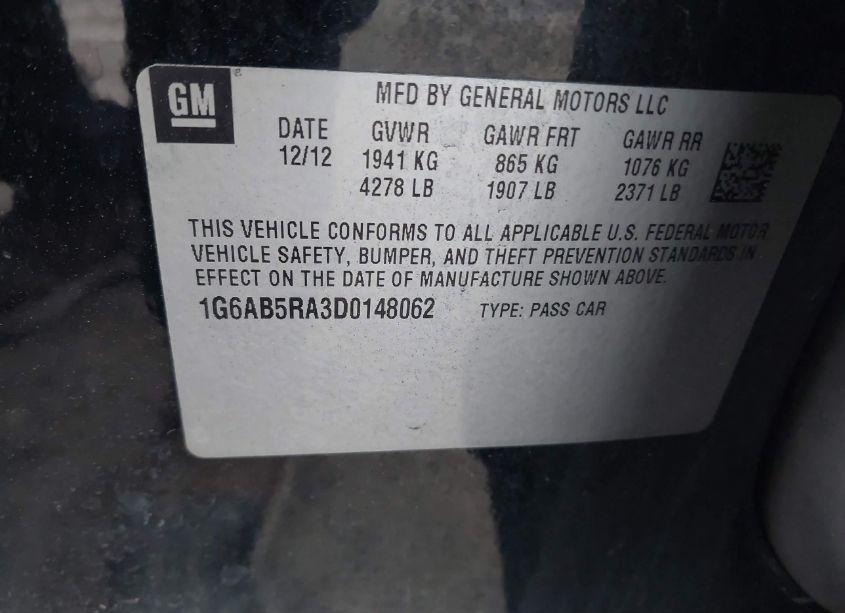 GM
MFD BY GENERAL MOTORS LLC
DATE GVWR GAWR FRT GAWR RR
12/12 1941 KG 865 KG 1076 KG
4278 LB 1907 LB 2371 LB
THIS VEHICLE CONFORMS TO ALL APPLICABLE U.S. FEDERAL MOTOR
VEHICLE SAFETY, BUMPER, AND THEFT PREVENTION STANDARDS IN
EFFECT ON THE DATE OF MANUFACTURE SHOWN ABOVE.
1G6AB5RA3D0148062 TYPE: PASS CAR